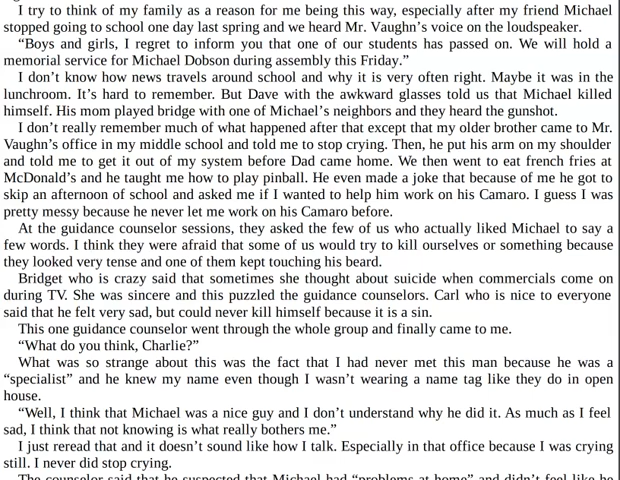 I try to think of my family as a reason for me being this way, especially after my friend Michael
stopped going to school one day last spring and we heard Mr. Vaughn's voice on the loudspeaker.
“Boys and girls, I regret to inform you that one of our students has passed on. We will hold a
memorial service for Michael Dobson during assembly this Friday.”
I don't know how news travels around school and why it is very often right. Maybe it was in the
lunchroom. It's hard to remember. But Dave with the awkward glasses told us that Michael killed
himself. His mom played bridge with one of Michael's neighbors and they heard the gunshot.
I don't really remember much of what happened after that except that my older brother came to Mr.
Vaughn's office in my middle school and told me to stop crying. Then, he put his arm on my shoulder
and told me to get it out of my system before Dad came home. We then went to eat french fries at
McDonald's and he taught me how to play pinball. He even made a joke that because of me he got to
skip an afternoon of school and asked me if I wanted to help him work on his Camaro. I guess I was
pretty messy because he never let me work on his Camaro before.
At the guidance counselor sessions, they asked the few of us who actually liked Michael to say a
few words. I think they were afraid that some of us would try to kill ourselves or something because
they looked very tense and one of them kept touching his beard.
Bridget who is crazy said that sometimes she thought about suicide when commercials come on
during TV. She was sincere and this puzzled the guidance counselors. Carl who is nice to everyone
said that he felt very sad, but could never kill himself because it is a sin.
This one guidance counselor went through the whole group and finally came to me.
“What do you think, Charlie?”
What was so strange about this was the fact that I had never met this man because he was a
“specialist” and he knew my name even though I wasn't wearing a name tag like they do in open
house.
“Well, I think that Michael was a nice guy and I don't understand why he did it. As much as I feel
sad, I think that not knowing is what really bothers me.”
I just reread that and it doesn't sound like how I talk. Especially in that office because I was crying
still. I never did stop crying.
The counselor said that he suspected that Michael had “problems at home” and didn't feel like he